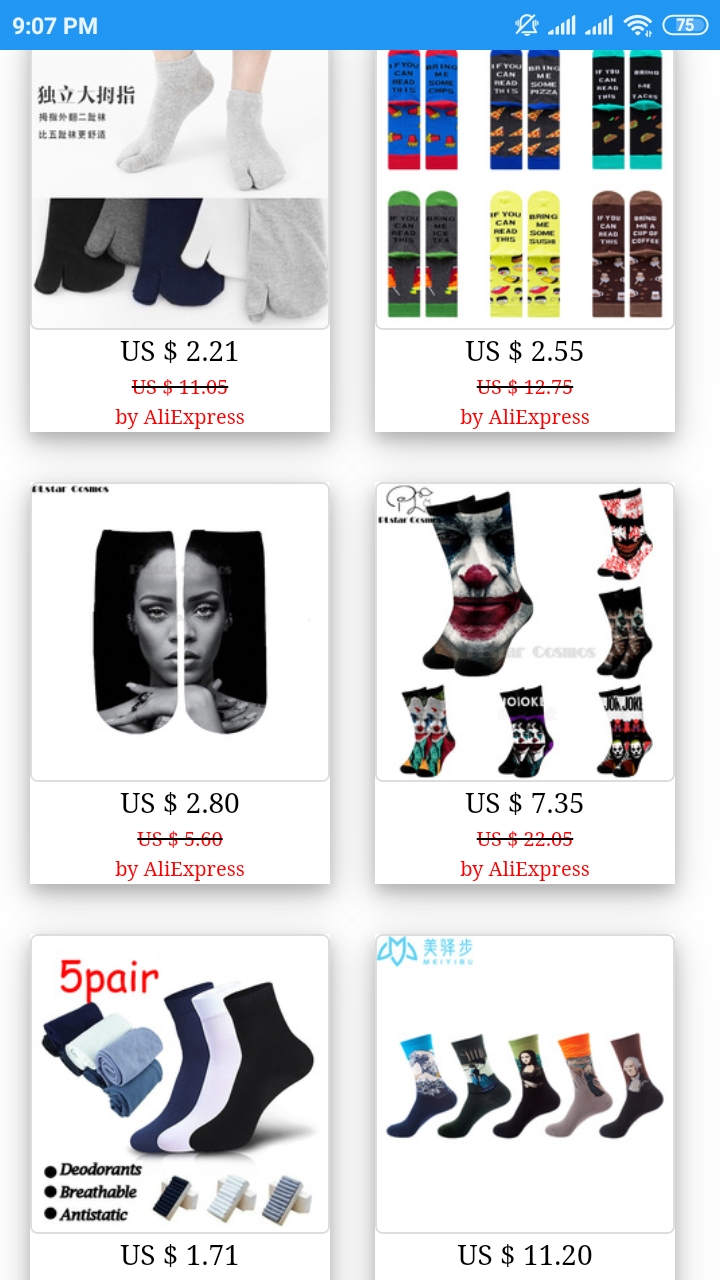 9:07 PM
75
独立大拇指
拇指外翻二趾袜
比五趾袜更舒适
IF YOU CAN READ THIS
BRING ME SOME CHIPS
IF YOU CAN READ THIS
BRING ME SOME PIZZA
IF YOU CAN READ THIS
BRING ME TACOS
IF YOU CAN READ THIS
BRING ME ICE TEA
IF YOU CAN READ THIS
BRING ME SOME SUSHI
IF YOU CAN READ THIS
BRING ME A CUP OF COFFEE
US $ 2.21
US $ 11.05
by AliExpress
US $ 2.55
US $ 12.75
by AliExpress
PLstar Cosmos
PLstar Cosmos
US $ 2.80
US $ 5.60
by AliExpress
PLstar Cosmos
Cosmos
US $ 7.35
US $ 22.05
by AliExpress
5pair
Deodorants
Breathable
Antistatic
US $ 1.71
美驿步
MEIYIBU
US $ 11.20